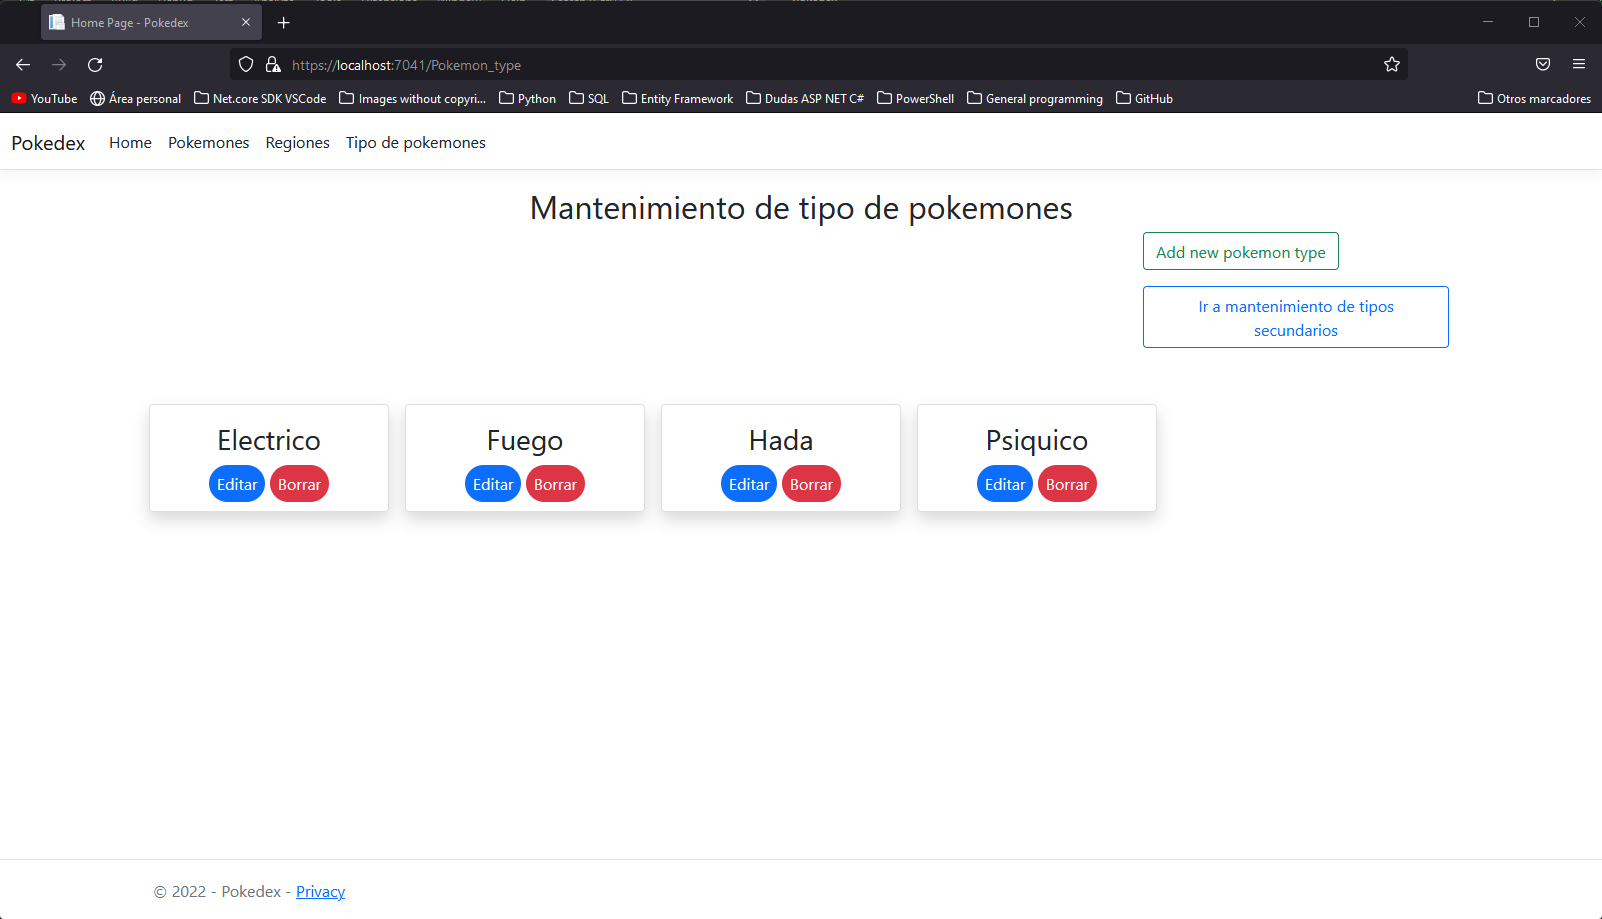 Home Page - Pokedex
https://localhost:7041/Pokemon_type
YouTube Área personal Net.core SDK VSCode Images without copyri... Python SQL Entity Framework Dudas ASP NET C# PowerShell General programming GitHub Otros marcadores
Pokedex Home Pokemones Regiones Tipo de pokemones
Mantenimiento de tipo de pokemones
Add new pokemon type
Ir a mantenimiento de tipos
secundarios
Electrico Fuego Hada Psiquico
Editar Borrar Editar Borrar Editar Borrar Editar Borrar
© 2022 - Pokedex - Privacy